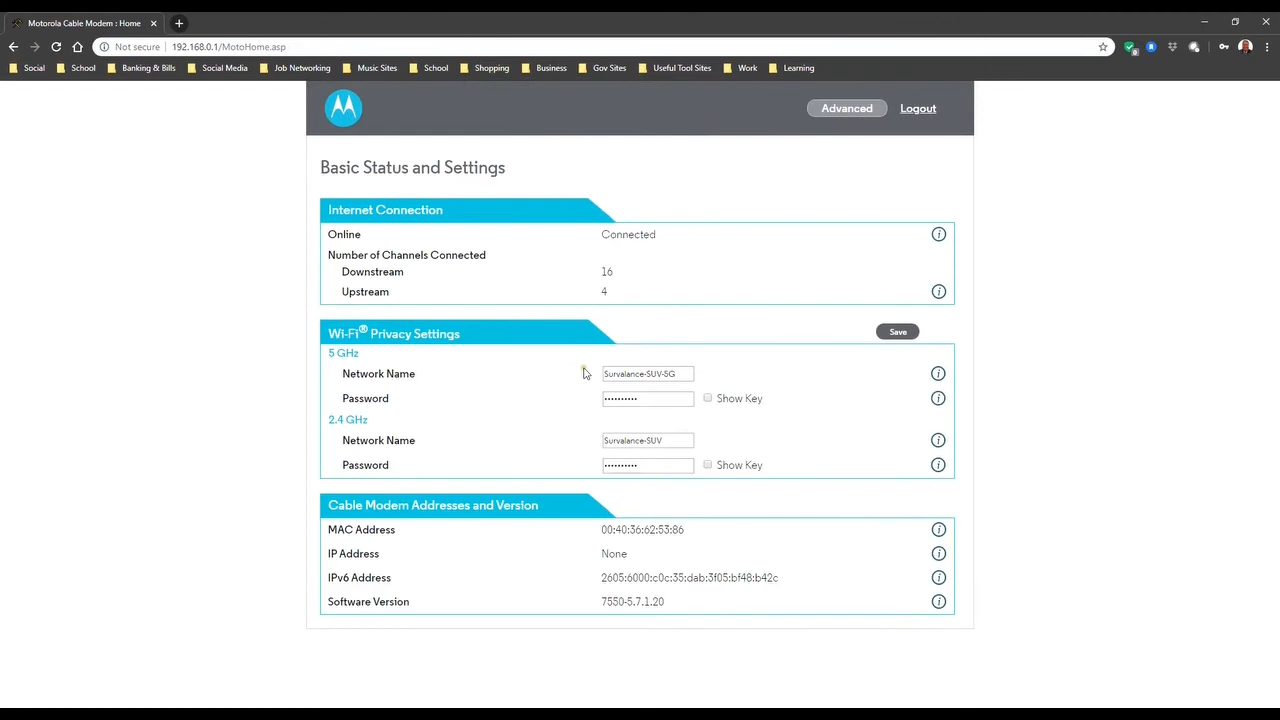 Motorola Cable Modem : Home
Not secure 192.168.0.1/MotoHome.asp
Social School Banking & Bills Social Media Job Networking Music Sites School Shopping Business Gov Sites Useful Tool Sites Work Learning
Advanced Logout
Basic Status and Settings
Internet Connection
Online Connected
Number of Channels Connected
Downstream 16
Upstream 4
Wi-Fi® Privacy Settings Save
5 GHz
Network Name Survalance-SUV-5G
Password •••••••••• Show Key
2.4 GHz
Network Name Survalance-SUV
Password •••••••••• Show Key
Cable Modem Addresses and Version
MAC Address 00:40:36:62:53:86
IP Address None
IPv6 Address 2605:6000:c0c:35:dab:3f05:bf48:b42c
Software Version 7550-5.7.1.20